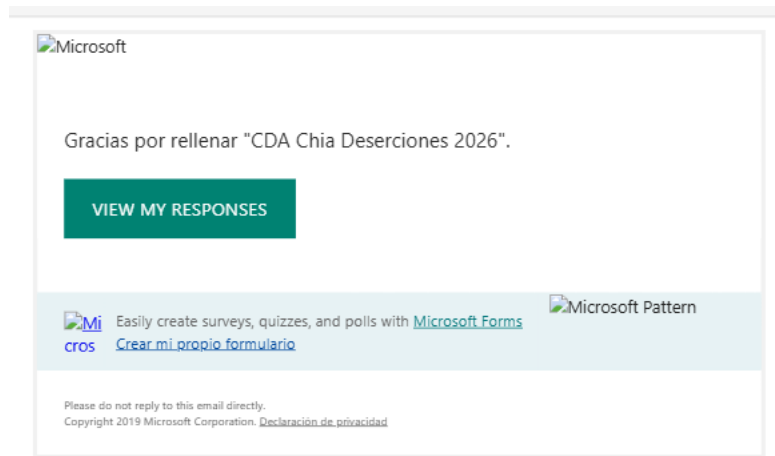 Microsoft
Gracias por rellenar "CDA Chia Deserciones 2026".
VIEW MY RESPONSES
Microsoft Pattern
Mi
cros
Easily create surveys, quizzes, and polls with Microsoft Forms
Crear mi propio formulario
Please do not reply to this email directly.
Copyright 2019 Microsoft Corporation. Declaración de privacidad